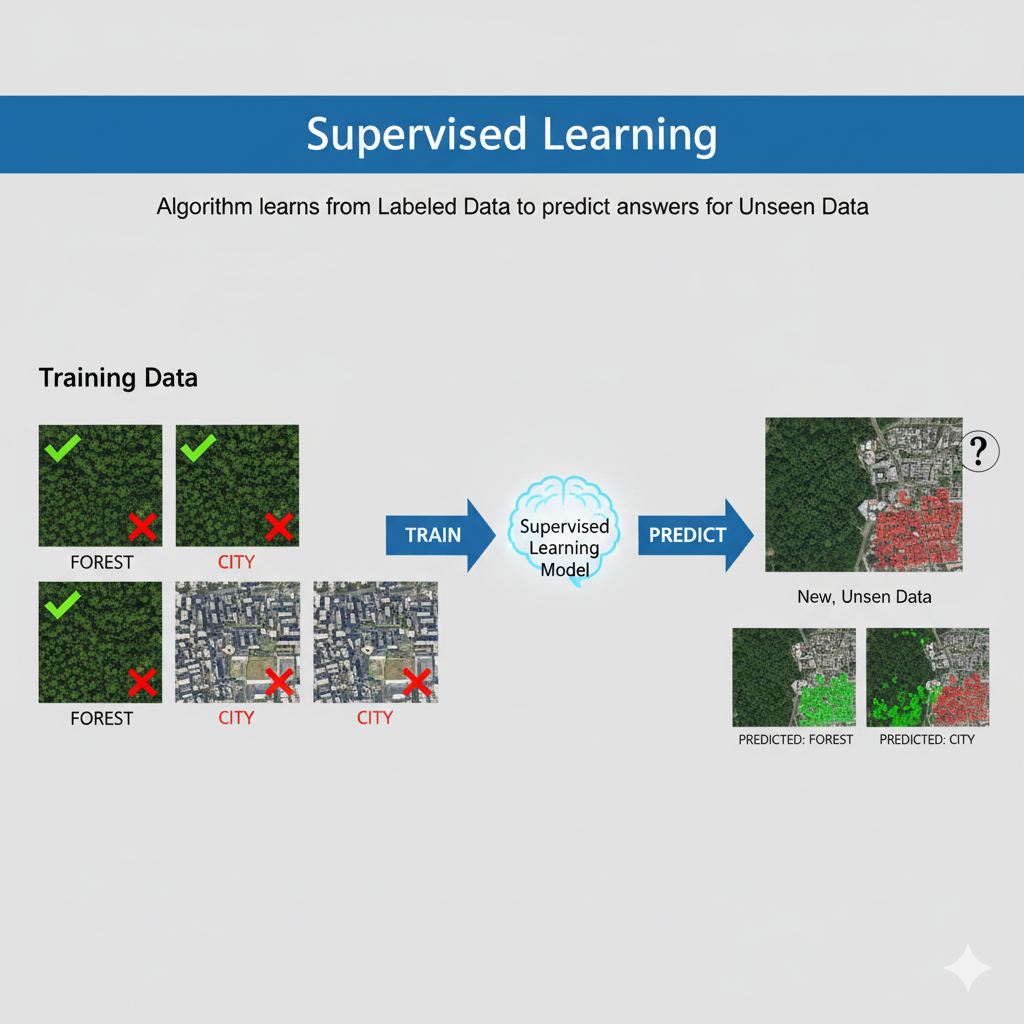 Supervised Learning
Algorithm learns from Labeled Data to predict answers for Unseen Data
Training Data
FOREST
CITY
FOREST
CITY
CITY
TRAIN
Supervised
Learning
Model
PREDICT
?
New, Unsen Data
PREDICTED: FOREST
PREDICTED: CITY